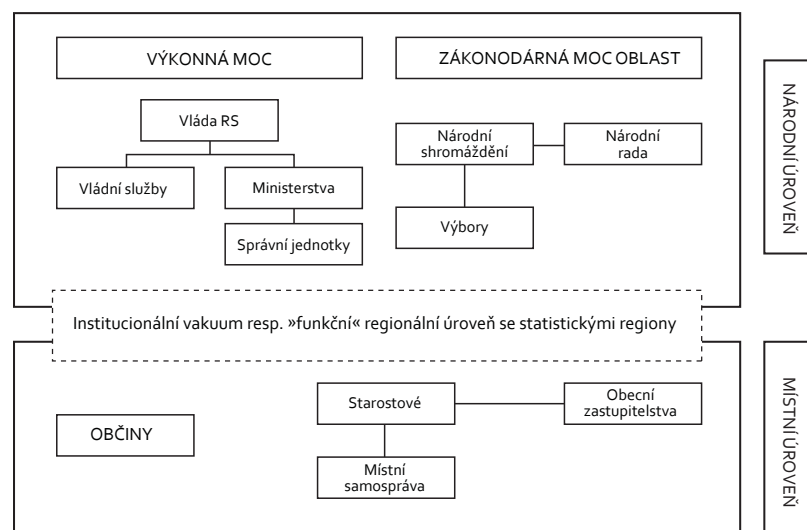 VÝKONNÁ MOC
ZÁKONODÁRNÁ MOC OBLAST
Vláda RS
Vládní služby
Ministerstva
Správní jednotky
Národní
shromáždění
Národní
rada
Výbory
NÁRODNÍ ÚROVEŇ
Institucionální vakuum resp. »funkční« regionální úroveň se statistickými regiony
OBČINY
Starostové
Obecní
zastupitelstva
Místní
samospráva
MÍSTNÍ ÚROVEŇ